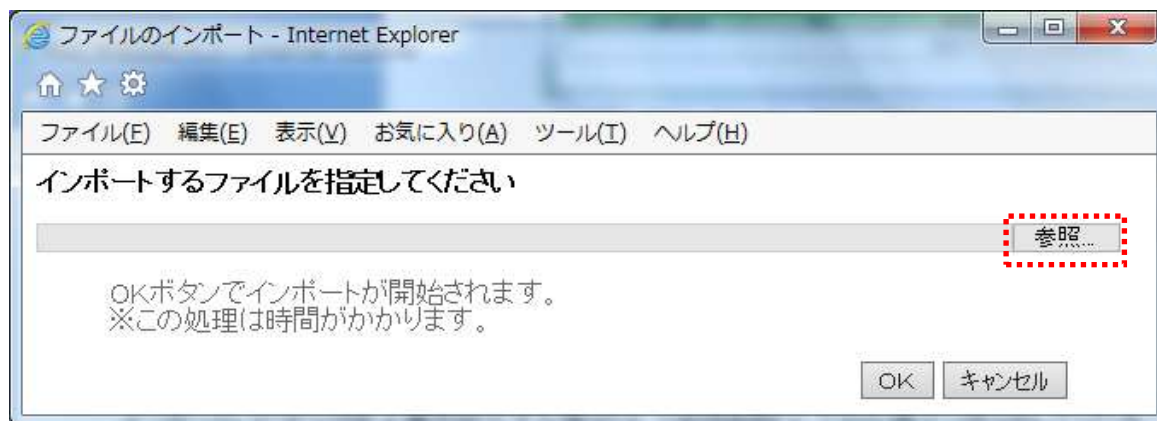 ファイルのインポート - Internet Explorer
ファイル(F) 編集(E) 表示(V) お気に入り(A) ツール(T) ヘルプ(H)
インポートするファイルを指定してください
参照...
OKボタンでインポートが開始されます。
※この処理は時間がかかります。
OK キャンセル